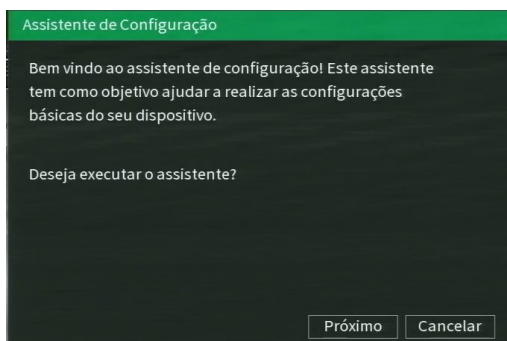 Assistente de Configuração
Bem vindo ao assistente de configuração! Este assistente
tem como objetivo ajudar a realizar as configurações
básicas do seu dispositivo.
Deseja executar o assistente?
Próximo Cancelar